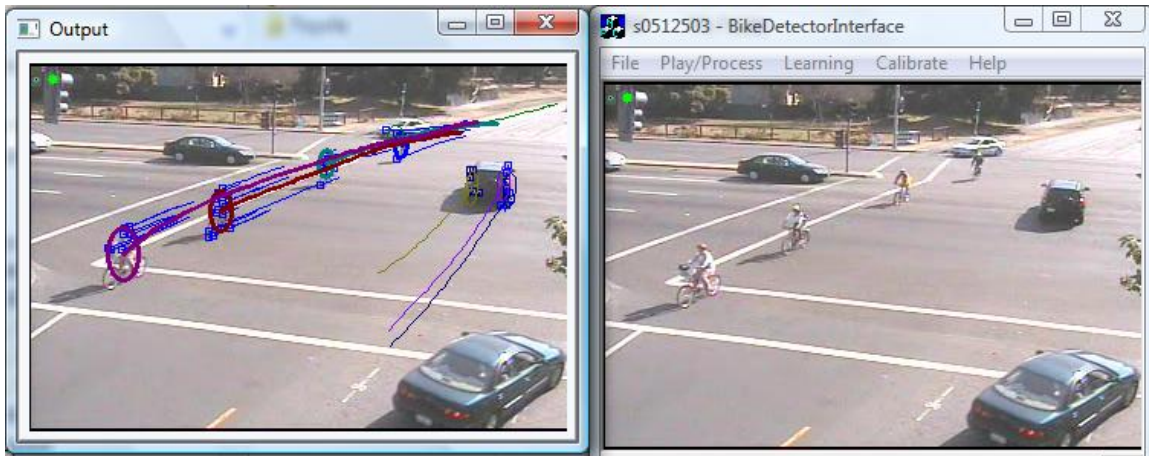 Output
s0512503 - BikeDetectorInterface
File Play/Process Learning Calibrate Help